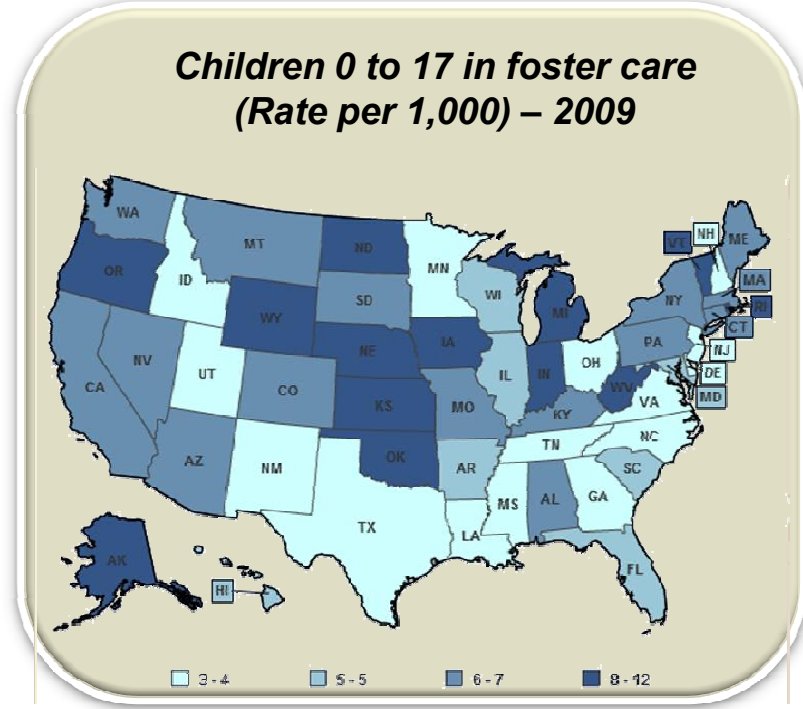 Children 0 to 17 in foster care
(Rate per 1,000) – 2009
WA
MT
ND
MN
VT
NH
ME
OR
ID
SD
WI
MA
WY
MI
NY
RI
CT
NE
IA
PA
NV
UT
IL
IN
OH
NJ
CA
CO
DE
KS
MO
KY
WV
VA
MD
AZ
NM
OK
AR
TN
NC
SC
MS
AL
GA
TX
LA
AK
HI
FL
3 - 4
5 - 5
6 - 7
8 - 12